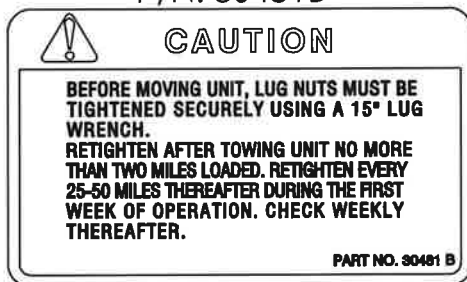 CAUTION
BEFORE MOVING UNIT, LUG NUTS MUST BE
TIGHTENED SECURELY USING A 15" LUG
WRENCH.
RETIGHTEN AFTER TOWING UNIT NO MORE
THAN TWO MILES LOADED. RETIGHTEN EVERY
25-50 MILES THEREAFTER DURING THE FIRST
WEEK OF OPERATION. CHECK WEEKLY
THEREAFTER.
PART NO. 30481 B